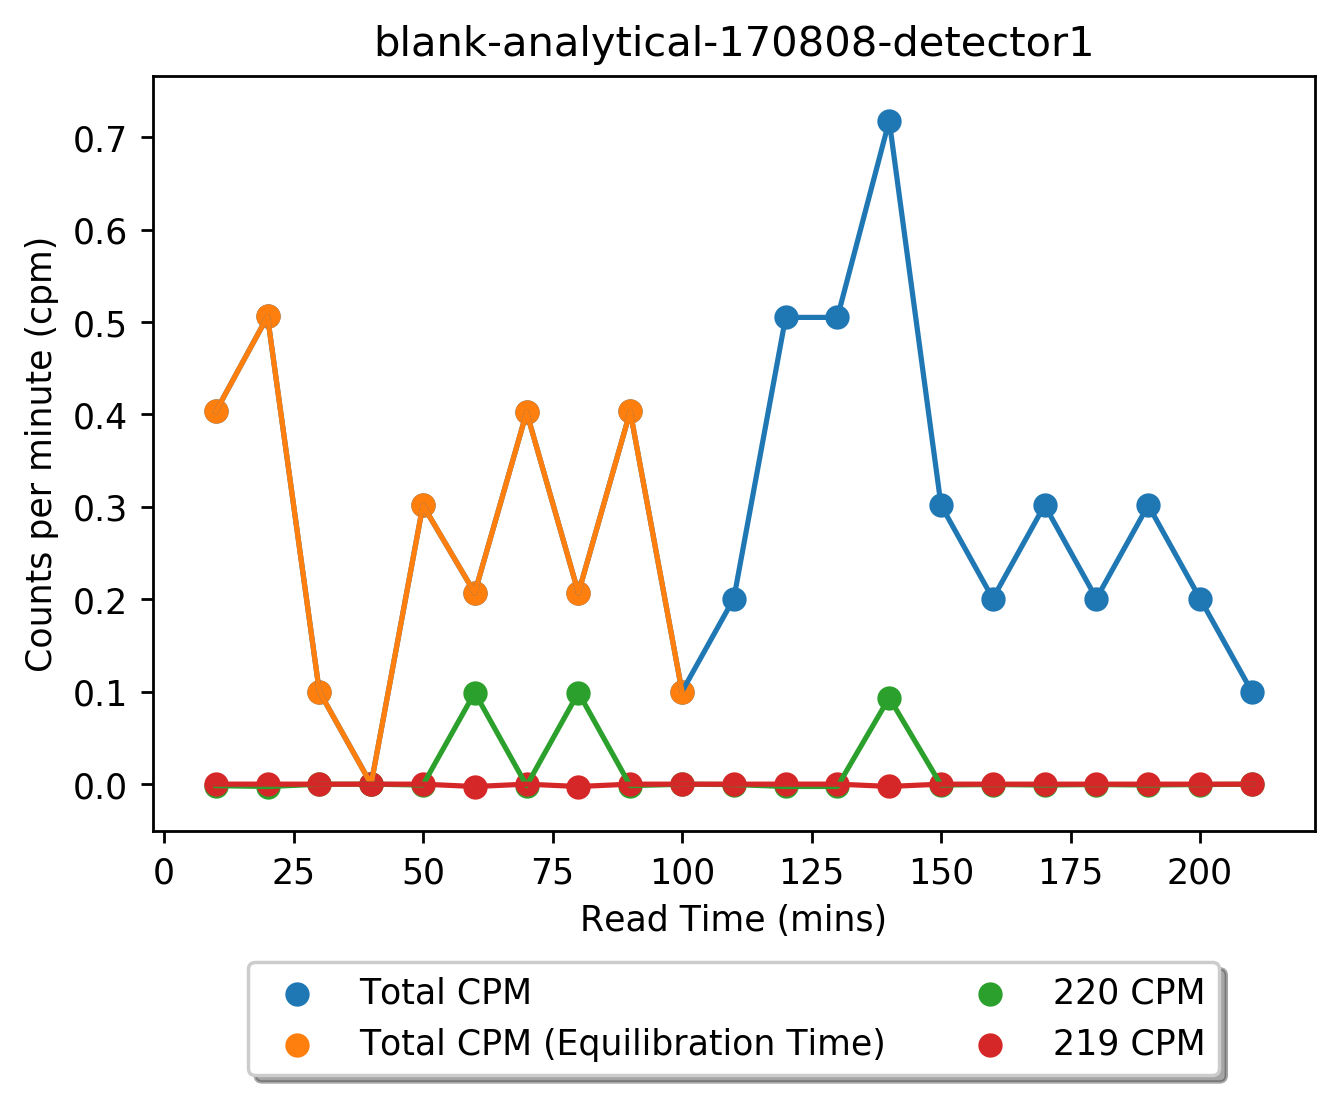 blank-analytical-170808-detector1
Counts per minute (cpm)
0.7
0.6
0.5
0.4
0.3
0.2
0.1
0.0
0 25 50 75 100 125 150 175 200
Read Time (mins)
Total CPM
Total CPM (Equilibration Time)
220 CPM
219 CPM